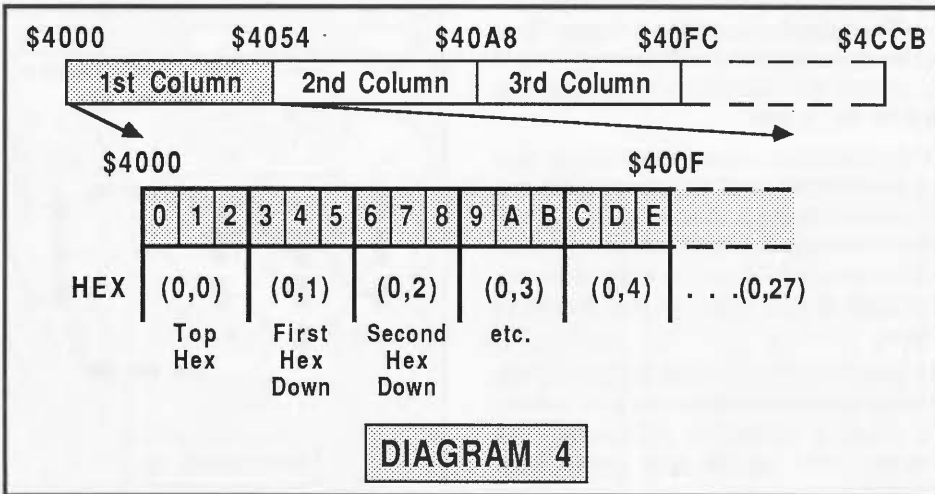 $4000 $4054 $40A8 $40FC $4CCB
1st Column 2nd Column 3rd Column
$4000 $400F
0 1 2 3 4 5 6 7 8 9 A B C D E
HEX (0,0) (0,1) (0,2) (0,3) (0,4) . . .(0,27)
Top First Second etc.
Hex Hex Hex
Down Down
DIAGRAM 4